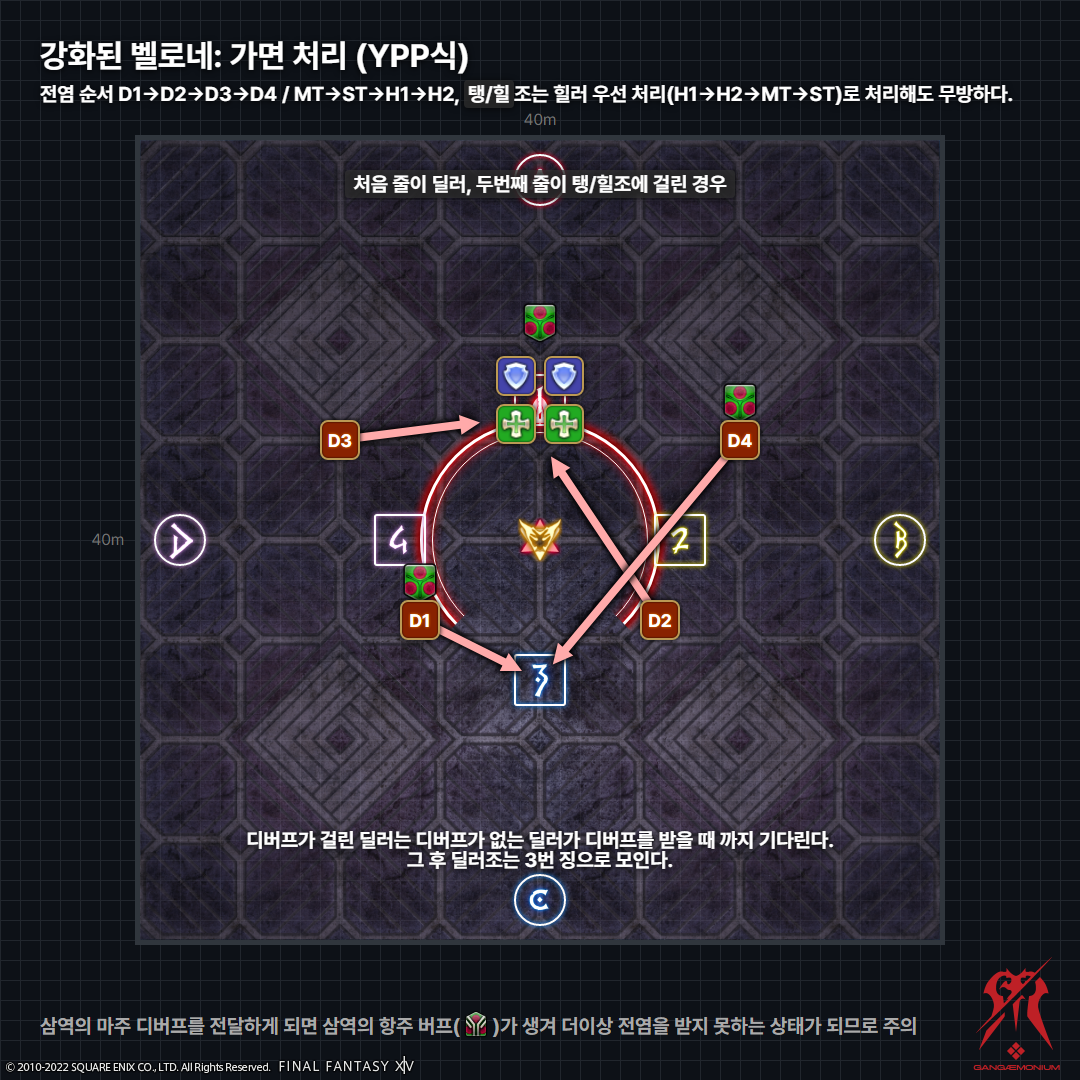 강화된 벨로네: 가면 처리 (YPP식)
전염 순서 D1→D2→D3→D4 / MT→ST→H1→H2, 탱/힐 조는 힐러 우선 처리(H1→H2→MT→ST)로 처리해도 무방하다.
40m
처음 줄이 딜러, 두번째 줄이 탱/힐조에 걸린 경우
D3
D4
40m
D
4
2
B
D1
D2
3
디버프가 걸린 딜러는 디버프가 없는 딜러가 디버프를 받을 때 까지 기다린다.
그 후 딜러조는 3번 징으로 모인다.
C
삼역의 마주 디버프를 전달하게 되면 삼역의 항주 버프( )가 생겨 더이상 전염을 받지 못하는 상태가 되므로 주의
GANGÆMONIUM
© 2010-2022 SQUARE ENIX CO., LTD. All Rights Reserved. FINAL FANTASY XIV